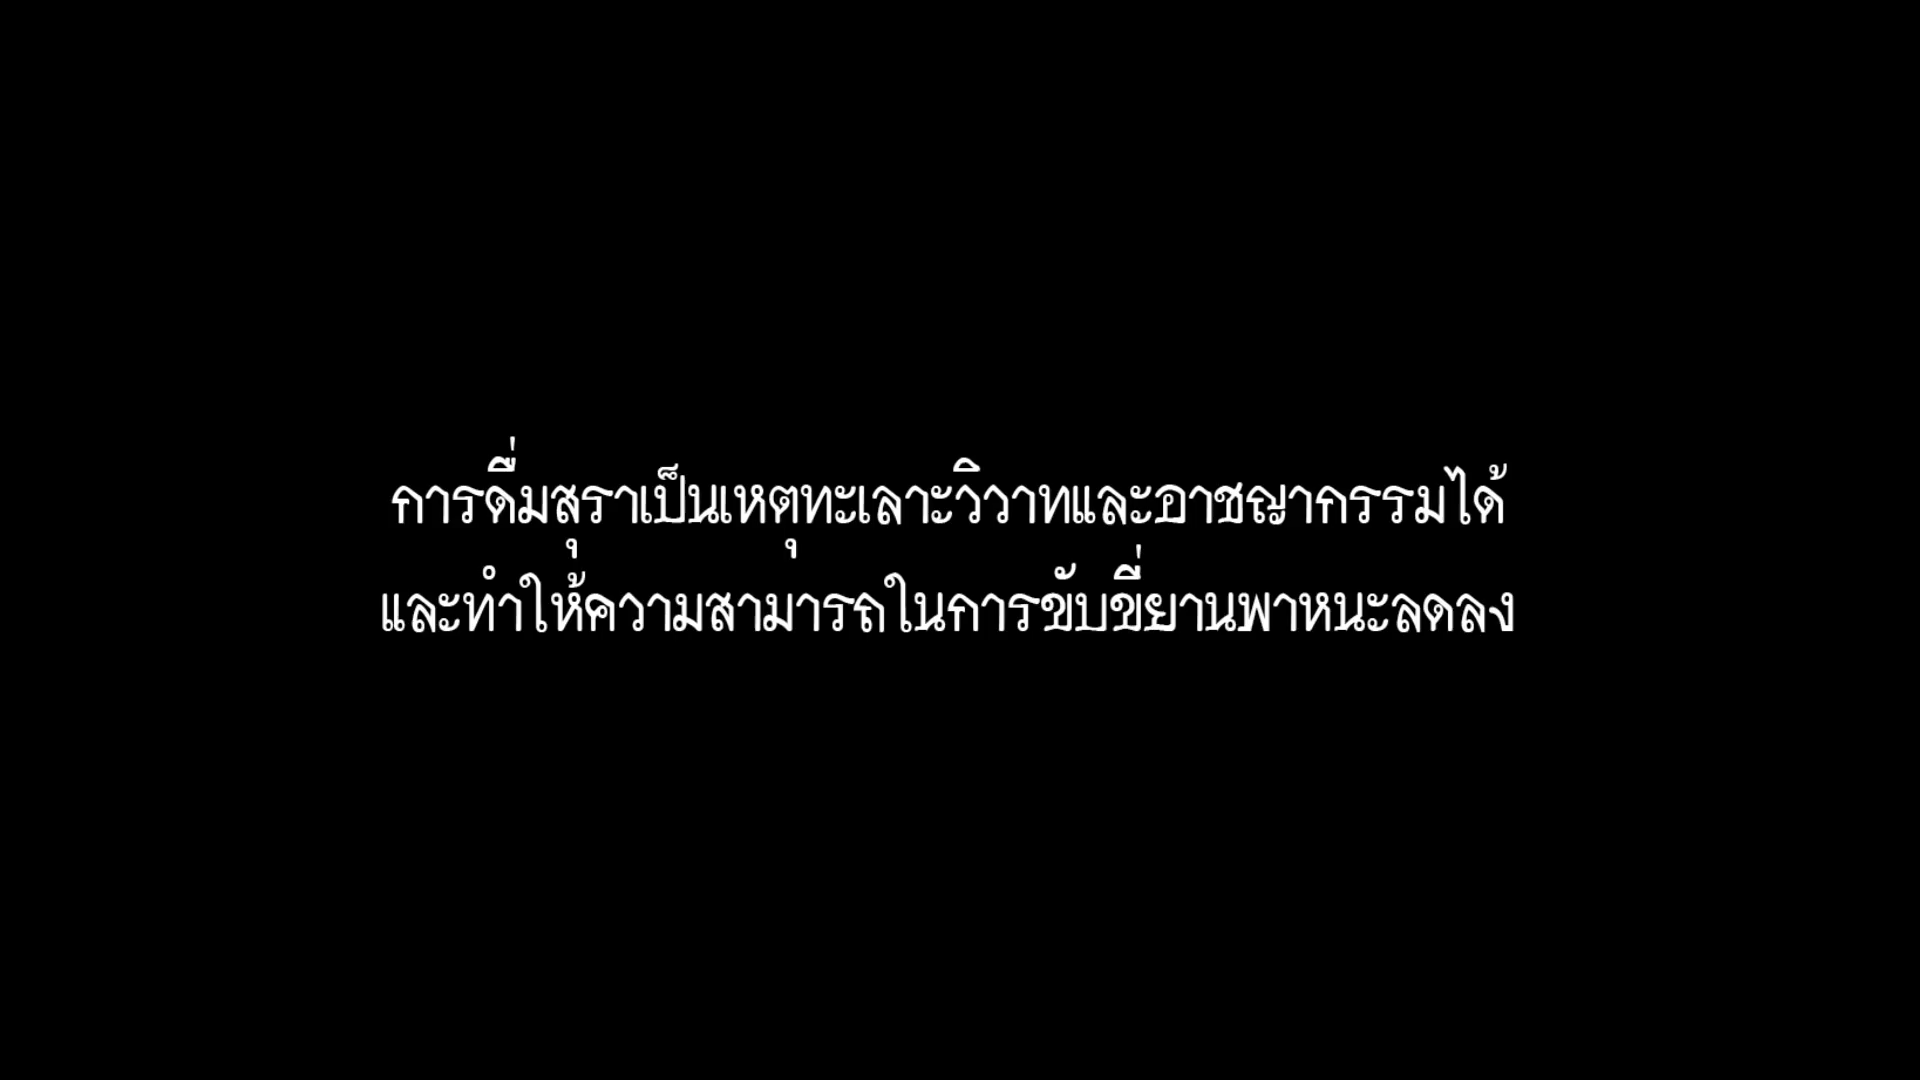 การดื่มสุราเป็นเหตุทะเลาะวิวาทและอาชญากรรมได้
และทำให้ความสามารถในการขับขี่ยานพาหนะลดลง